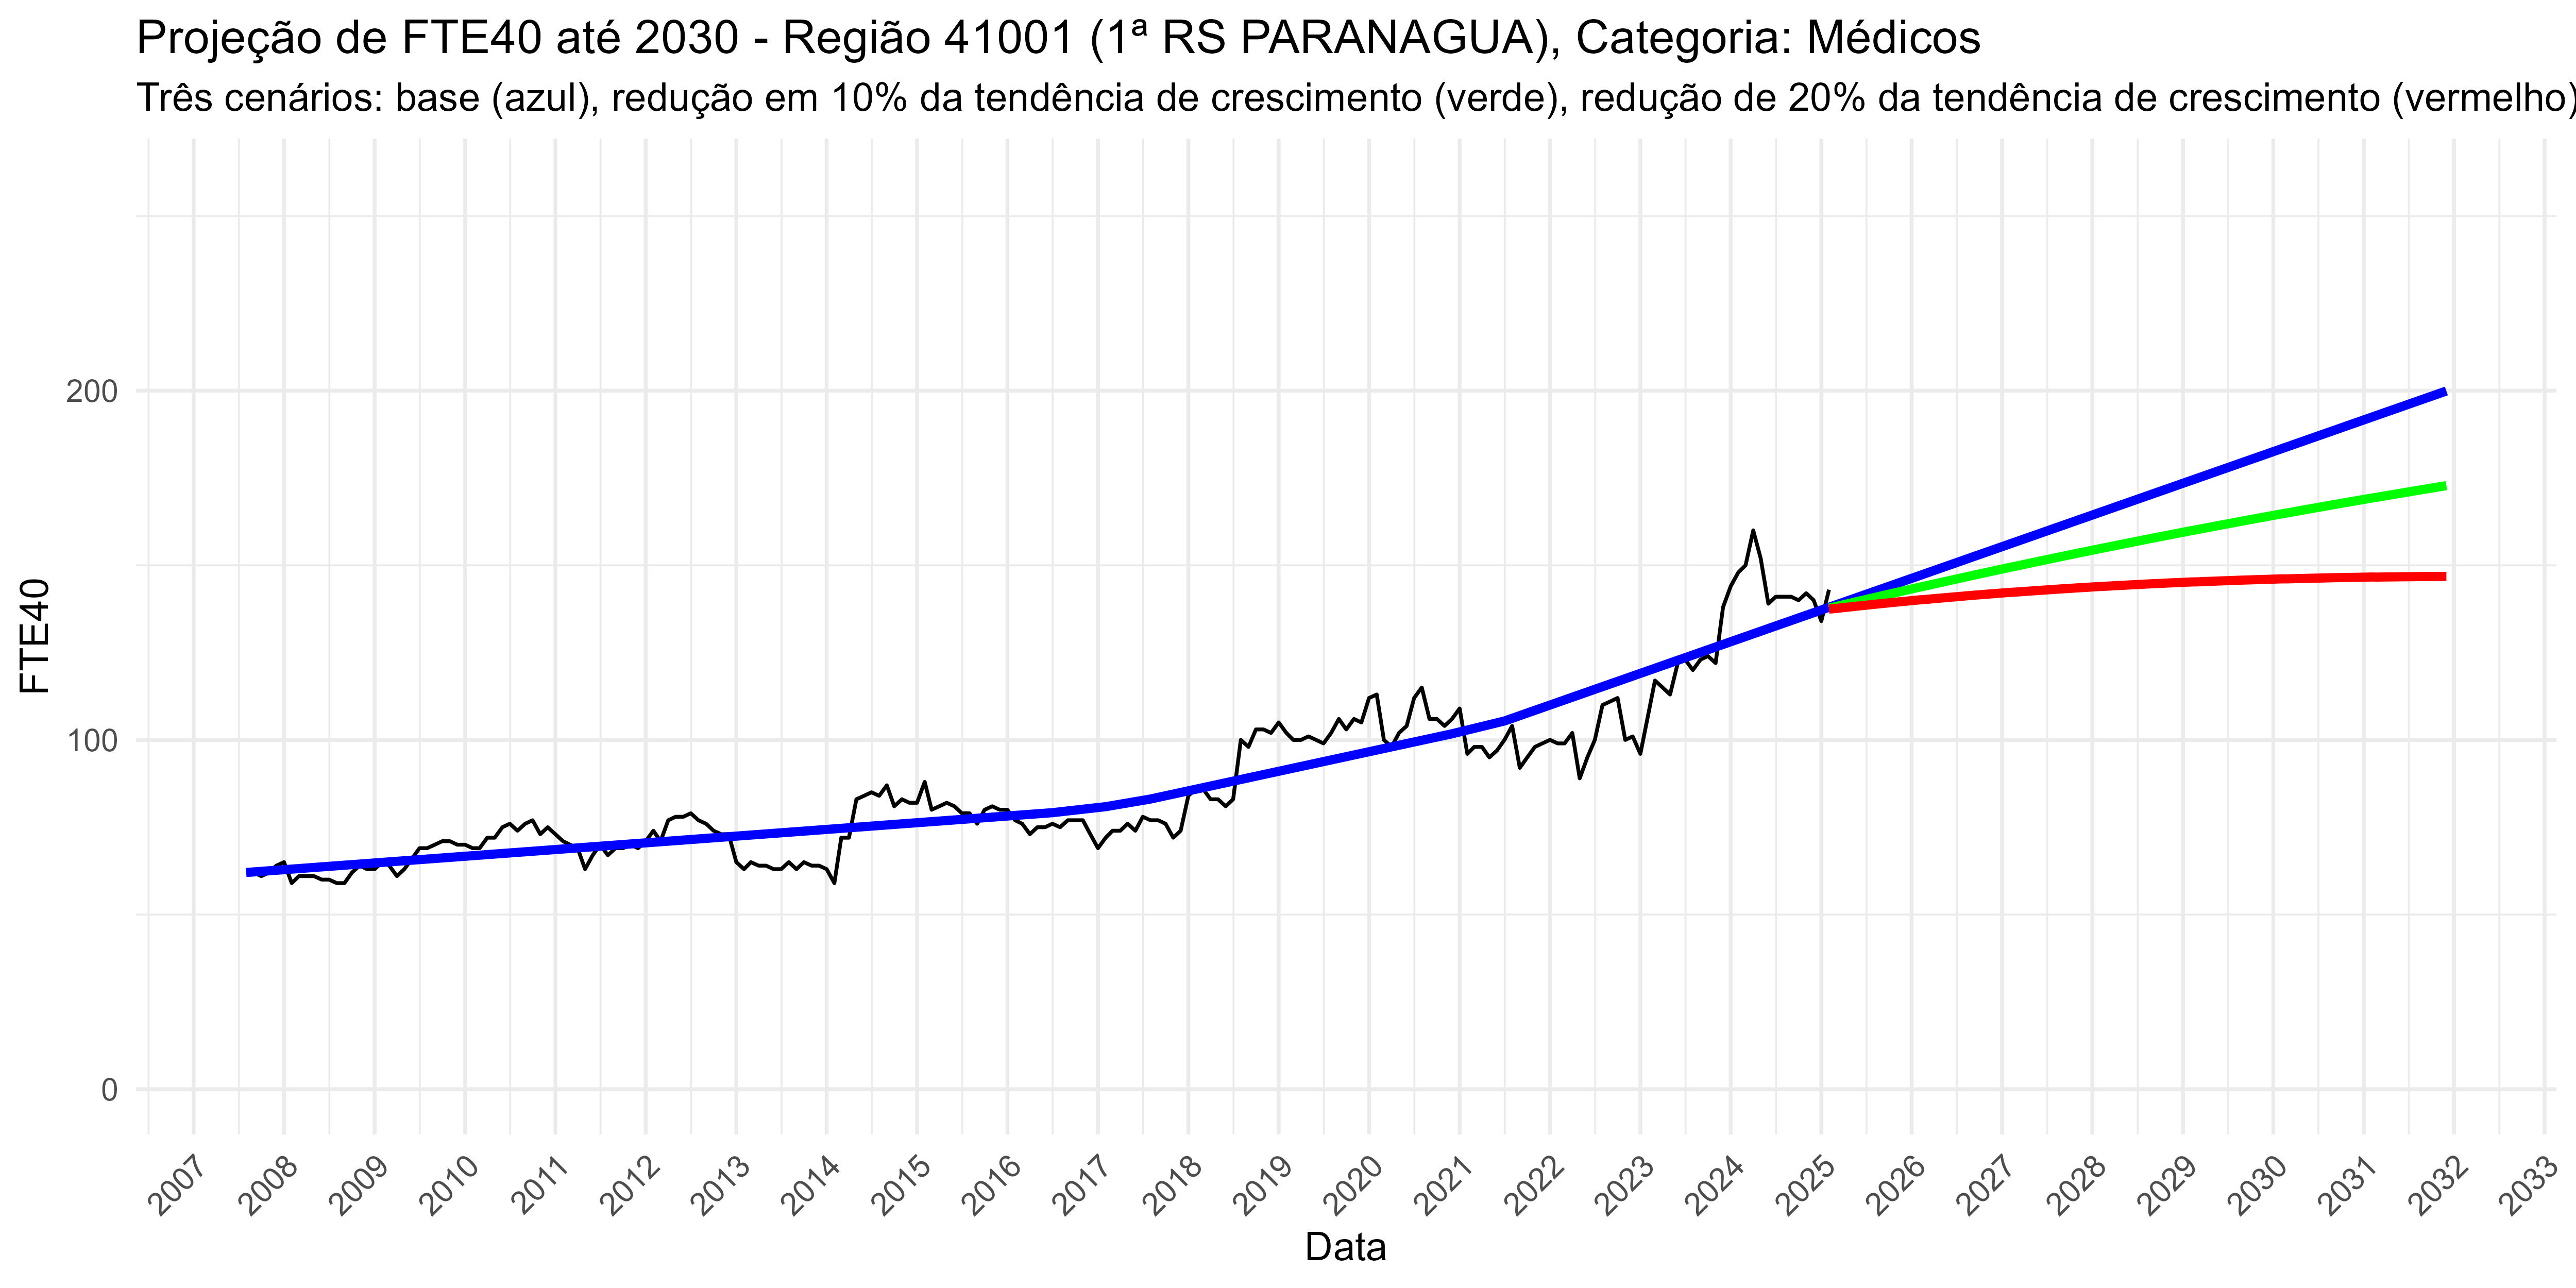 Projeção de FTE40 até 2030 - Região 41001 (1ª RS PARANAGUA), Categoria: Médicos
Três cenários: base (azul), redução em 10% da tendência de crescimento (verde), redução de 20% da tendência de crescimento (vermelho)
FTE40
200
100
0
2007 2008 2009 2010 2011 2012 2013 2014 2015 2016 2017 2018 2019 2020 2021 2022 2023 2024 2025 2026 2027 2028 2029 2030 2031 2032 2033
Data